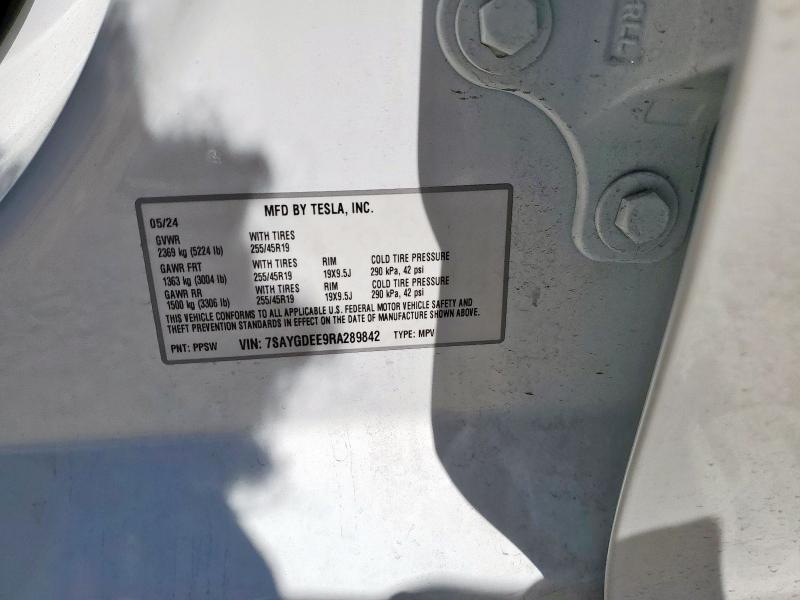 MFD BY TESLA, INC.
05/24
GVWR WITH TIRES
2369 kg (5224 lb) 255/45R19
GAWR FRT WITH TIRES RIM COLD TIRE PRESSURE
1363 kg (3004 lb) 255/45R19 19X9.5J 290 kPa, 42 psi
GAWR RR WITH TIRES RIM COLD TIRE PRESSURE
1500 kg (3306 lb) 255/45R19 19X9.5J 290 kPa, 42 psi
THIS VEHICLE CONFORMS TO ALL APPLICABLE U.S. FEDERAL MOTOR VEHICLE SAFETY AND
THEFT PREVENTION STANDARDS IN EFFECT ON THE DATE OF MANUFACTURE SHOWN ABOVE.
PNT: PPSW VIN: 7SAYGDEE9RA289842 TYPE: MPV